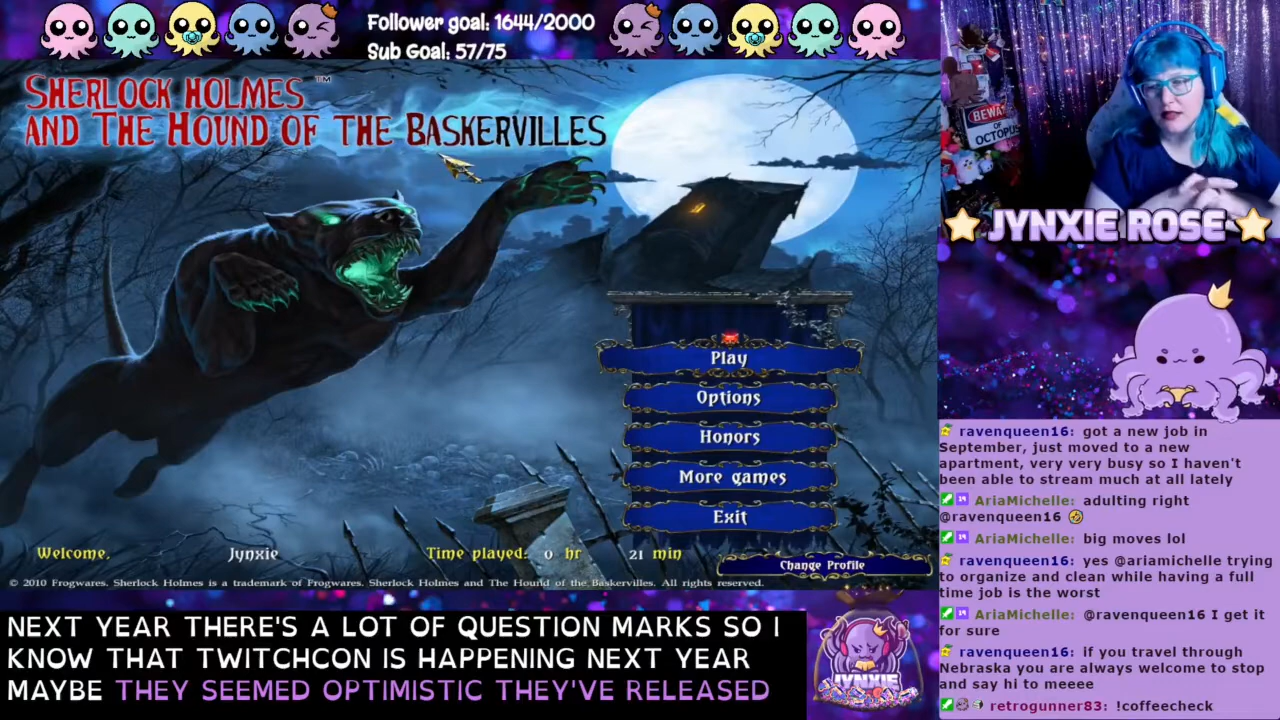 Follower goal: 1644/2000
Sub Goal: 57/75
SHERLOCK HOLMES™
AND THE HOUND OF THE BASKERVILLES
BEWARE
OF
OCTOPUS
JYNXIE ROSE
Play
Options
Honors
More games
Exit
Welcome, Jynxie Time played: 0 hr 21 min
Change Profile
© 2010 Frogwares. Sherlock Holmes is a trademark of Frogwares. Sherlock Holmes and The Hound of the Baskervilles. All rights reserved.
ravenqueen16: got a new job in
September, just moved to a new
apartment, very very busy so I haven't
been able to stream much at all lately
AriaMichelle: adulting right
@ravenqueen16
AriaMichelle: big moves lol
ravenqueen16: yes @ariamichelle trying
to organize and clean while having a full
time job is the worst
AriaMichelle: @ravenqueen16 I get it
for sure
ravenqueen16: if you travel through
Nebraska you are always welcome to stop
and say hi to meeee
retrogunner83: !coffeecheck
NEXT YEAR THERE'S A LOT OF QUESTION MARKS SO I
KNOW THAT TWITCHCON IS HAPPENING NEXT YEAR
MAYBE THEY SEEMED OPTIMISTIC THEY'VE RELEASED
JYNXIE